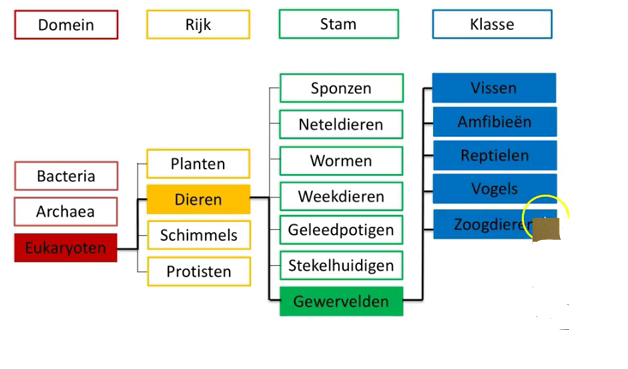 Domein
Rijk
Stam
Klasse
Bacteria
Archaea
Eukaryoten
Planten
Dieren
Schimmels
Protisten
Sponzen
Neteldieren
Wormen
Weekdieren
Geleedpotigen
Stekelhuidigen
Gewervelden
Vissen
Amfibieën
Reptielen
Vogels
Zoogdieren